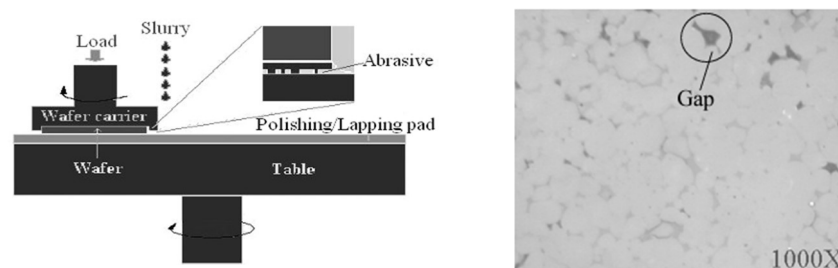 Slurry
Load
Abrasive
Wafer carrier
Polishing/Lapping pad
Wafer
Table
Gap
1000X